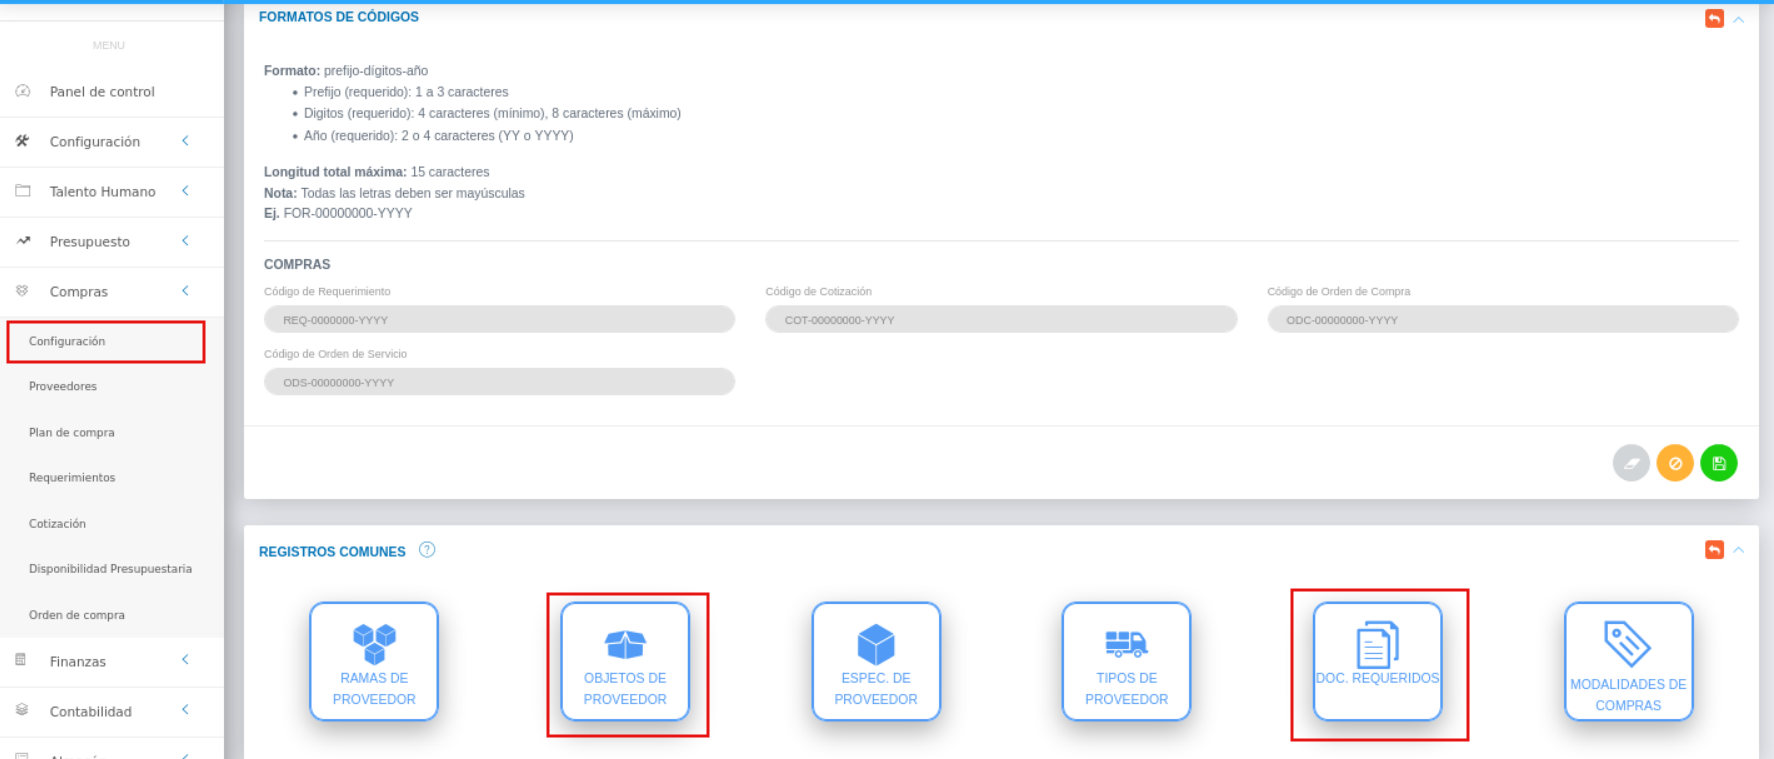 MENU
Panel de control
Configuración
Talento Humano
Presupuesto
Compras
Configuración
Proveedores
Plan de compra
Requerimientos
Cotización
Disponibilidad Presupuestaria
Orden de compra
Finanzas
Contabilidad
FORMATOS DE CÓDIGOS
Formato: prefijo-dígitos-año
• Prefijo (requerido): 1 a 3 caracteres
• Digitos (requerido): 4 caracteres (mínimo), 8 caracteres (máximo)
• Año (requerido): 2 o 4 caracteres (YY o YYYY)
Longitud total máxima: 15 caracteres
Nota: Todas las letras deben ser mayúsculas
Ej. FOR-00000000-YYYY
COMPRAS
Código de Requerimiento
REQ-0000000-YYYY
Código de Cotización
COT-00000000-YYYY
Código de Orden de Compra
ODC-00000000-YYYY
Código de Orden de Servicio
ODS-00000000-YYYY
REGISTROS COMUNES ?
RAMAS DE
PROVEEDOR
OBJETOS DE
PROVEEDOR
ESPEC. DE
PROVEEDOR
TIPOS DE
PROVEEDOR
DOC. REQUERIDOS
MODALIDADES DE
COMPRAS